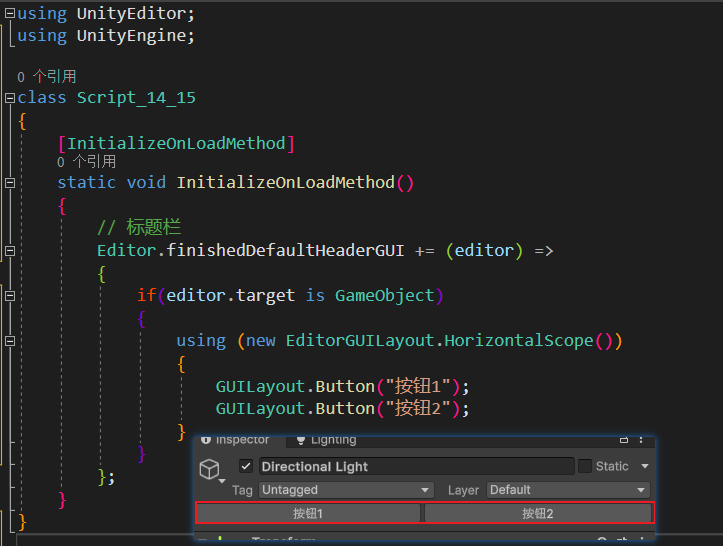 using UnityEditor;
using UnityEngine;
0 个引用
class Script_14_15
{
[InitializeOnLoadMethod]
0 个引用
static void InitializeOnLoadMethod()
{
// 标题栏
Editor.finishedDefaultHeaderGUI += (editor) =>
{
if(editor.target is GameObject)
{
using (new EditorGUILayout.HorizontalScope())
{
GUILayout.Button("按钮1");
GUILayout.Button("按钮2");
}
}
};
}
}
Inspector Lighting
Directional Light Static
Tag Untagged Layer Default
按钮1 按钮2
Transform